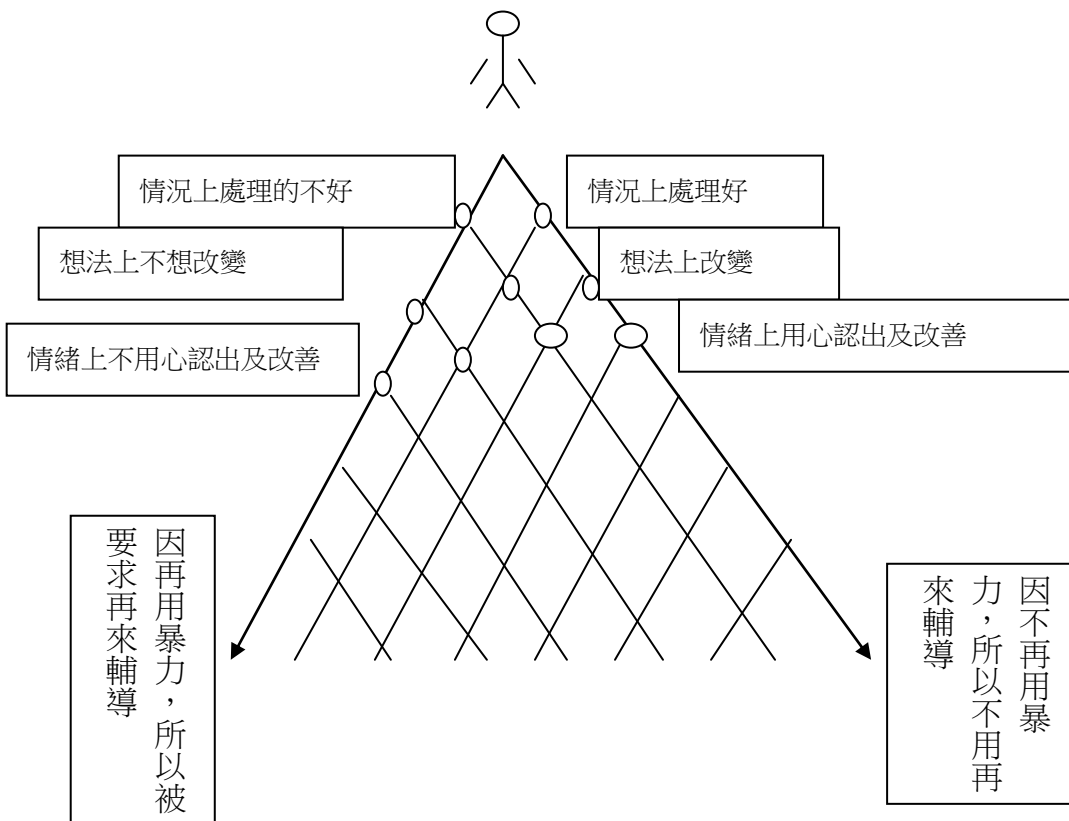 情況上處理的不好
情況上處理好
想法上不想改變
想法上改變
情緒上不用心認出及改善
情緒上用心認出及改善
因再用暴力，所以被
要求再來輔導
因不再用暴
力，所以不用再
來輔導